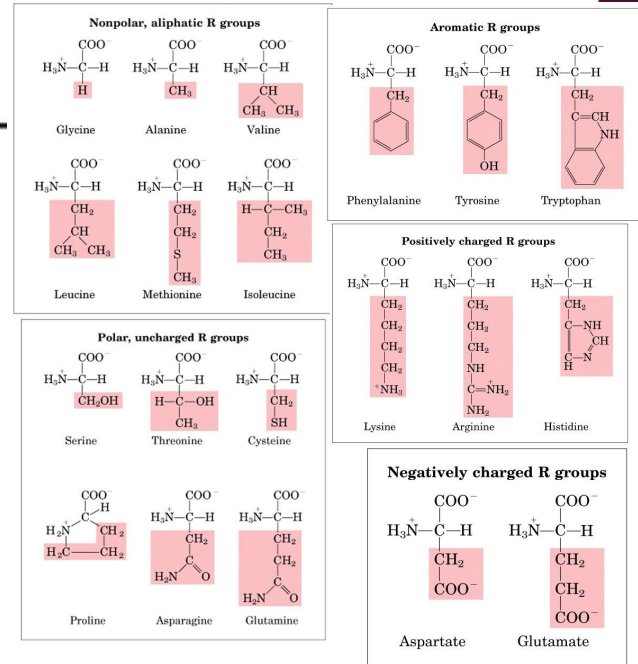 Nonpolar, aliphatic R groups
COO⁻ COO⁻ COO⁻
H₃N⁺—C—H H₃N⁺—C—H H₃N⁺—C—H
H CH₃ CH
CH₃ CH₃
Glycine Alanine Valine
COO⁻ COO⁻ COO⁻
H₃N⁺—C—H H₃N⁺—C—H H₃N⁺—C—H
CH₂ CH₂ H—C—CH₃
CH CH₂ CH₂
CH₃ CH₃ S CH₃
CH₃
Leucine Methionine Isoleucine
Aromatic R groups
COO⁻ COO⁻ COO⁻
H₃N⁺—C—H H₃N⁺—C—H H₃N⁺—C—H
CH₂ CH₂ CH₂
C=CH
NH
OH
Phenylalanine Tyrosine Tryptophan
Polar, uncharged R groups
COO⁻ COO⁻ COO⁻
H₃N⁺—C—H H₃N⁺—C—H H₃N⁺—C—H
CH₂OH H—C—OH CH₂
CH₃ SH
Serine Threonine Cysteine
COO⁻ COO⁻ COO⁻
C H H₃N⁺—C—H H₃N⁺—C—H
H₂N⁺ CH₂ CH₂ CH₂
H₂C CH₂ C CH₂
H₂N O C
H₂N O
Proline Asparagine Glutamine
Positively charged R groups
COO⁻ COO⁻ COO⁻
H₃N⁺—C—H H₃N⁺—C—H H₃N⁺—C—H
CH₂ CH₂ CH₂
CH₂ CH₂ C—NH
CH₂ CH₂ CH
CH₂ NH C—N
⁺NH₃ C=⁺NH₂ H
NH₂
Lysine Arginine Histidine
Negatively charged R groups
COO⁻ COO⁻
H₃N⁺—C—H H₃N⁺—C—H
CH₂ CH₂
COO⁻ CH₂
COO⁻
Aspartate Glutamate